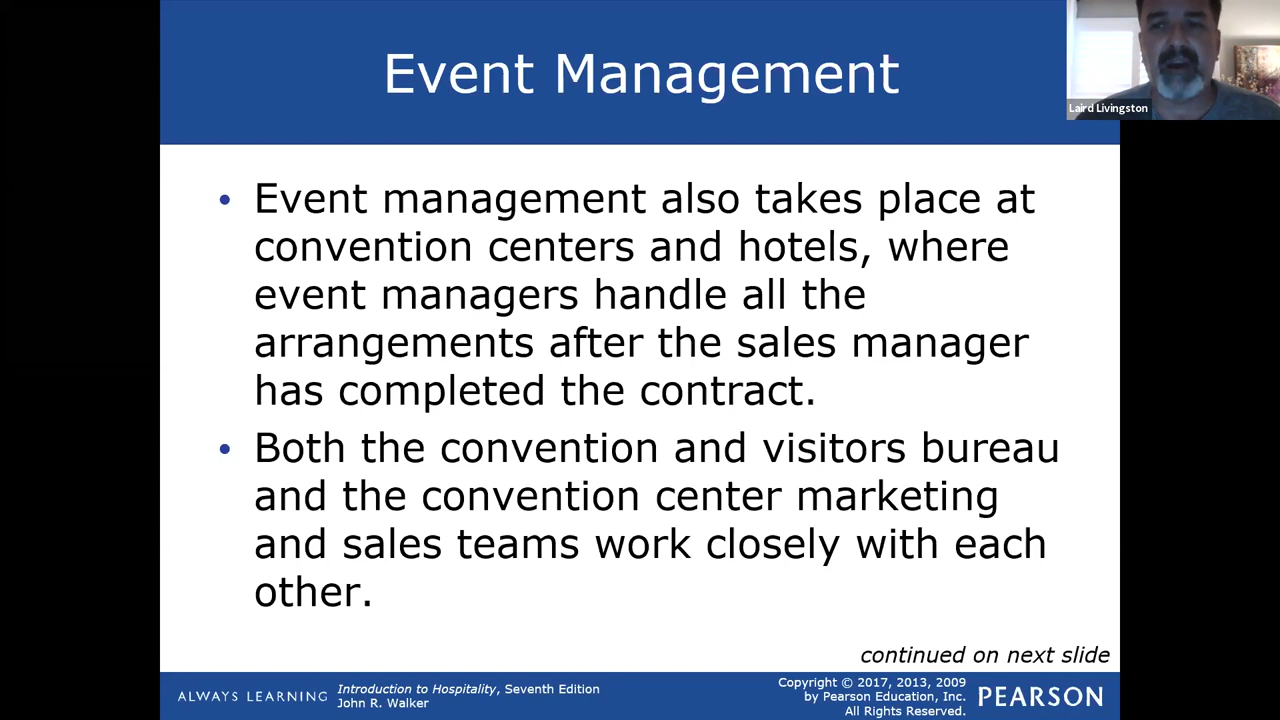 Event Management
Laird Livingston
• Event management also takes place at
convention centers and hotels, where
event managers handle all the
arrangements after the sales manager
has completed the contract.
• Both the convention and visitors bureau
and the convention center marketing
and sales teams work closely with each
other.
continued on next slide
ALWAYS LEARNING
Introduction to Hospitality, Seventh Edition
John R. Walker
Copyright © 2017, 2013, 2009
by Pearson Education, Inc.
All Rights Reserved.
PEARSON